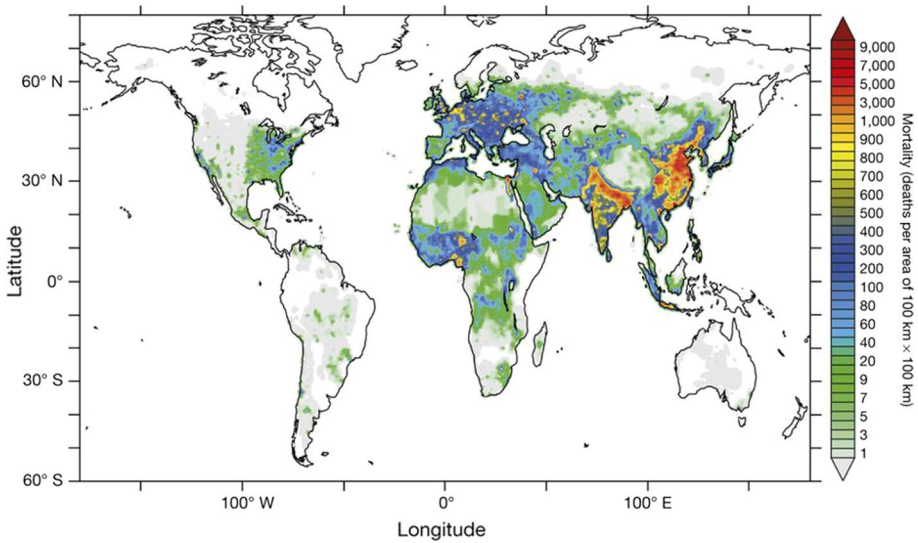 60° N
30° N
0°
30° S
60° S
Latitude
100° W
0°
100° E
Longitude
9,000
7,000
5,000
3,000
1,000
900
800
700
600
500
400
300
200
100
80
60
40
20
9
7
5
3
1
Mortality (deaths per area of 100 km × 100 km)